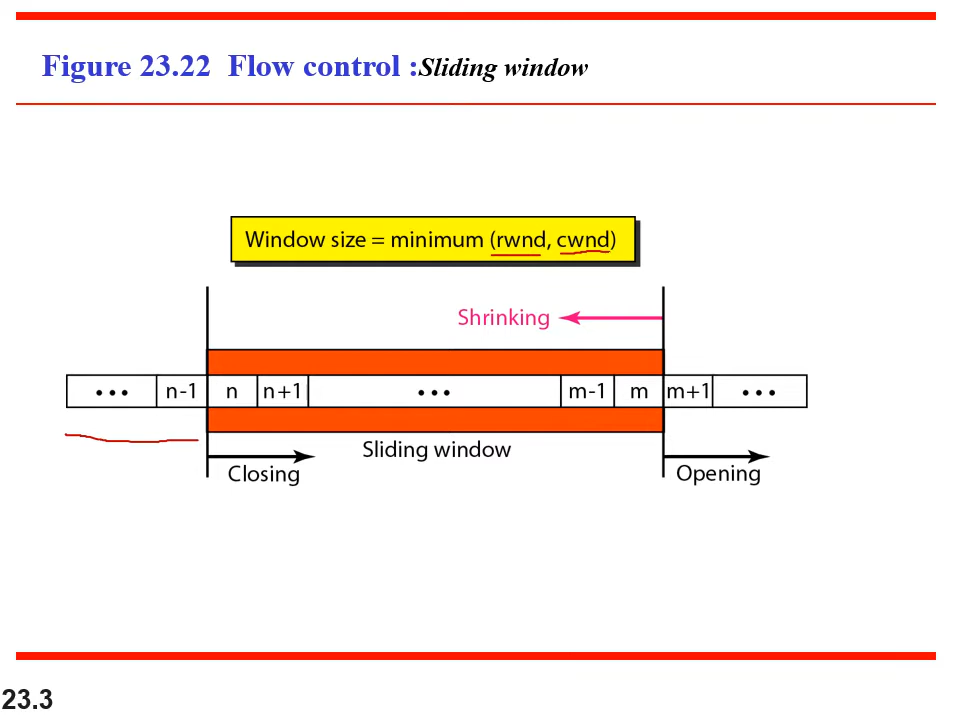 Figure 23.22 Flow control :Sliding window
Window size = minimum (rwnd, cwnd)
Shrinking
••• n-1 n n+1 ••• m-1 m m+1 •••
Sliding window
Closing
Opening
23.3